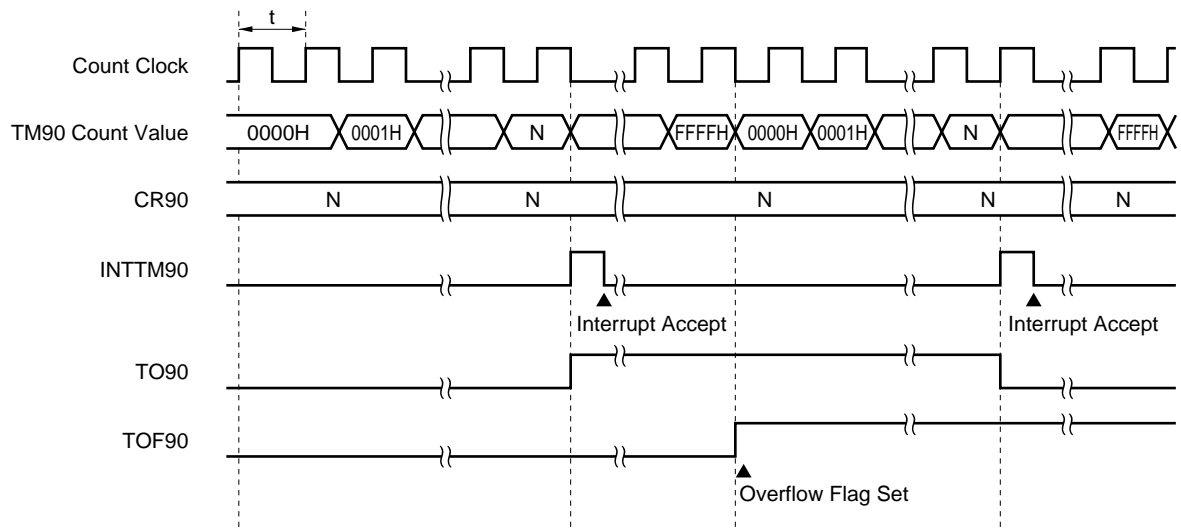 t
Count Clock
TM90 Count Value 0000H 0001H N FFFFH 0000H 0001H N FFFFH
CR90 N N N N N
INTTM90
Interrupt Accept Interrupt Accept
TO90
TOF90
Overflow Flag Set